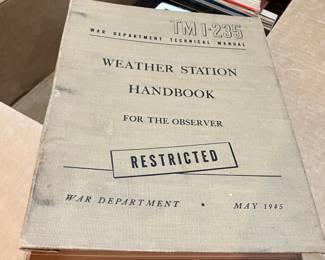 TM 1-235
WAR DEPARTMENT TECHNICAL MANUAL
WEATHER STATION
HANDBOOK
FOR THE OBSERVER
RESTRICTED
WAR DEPARTMENT • MAY 1945